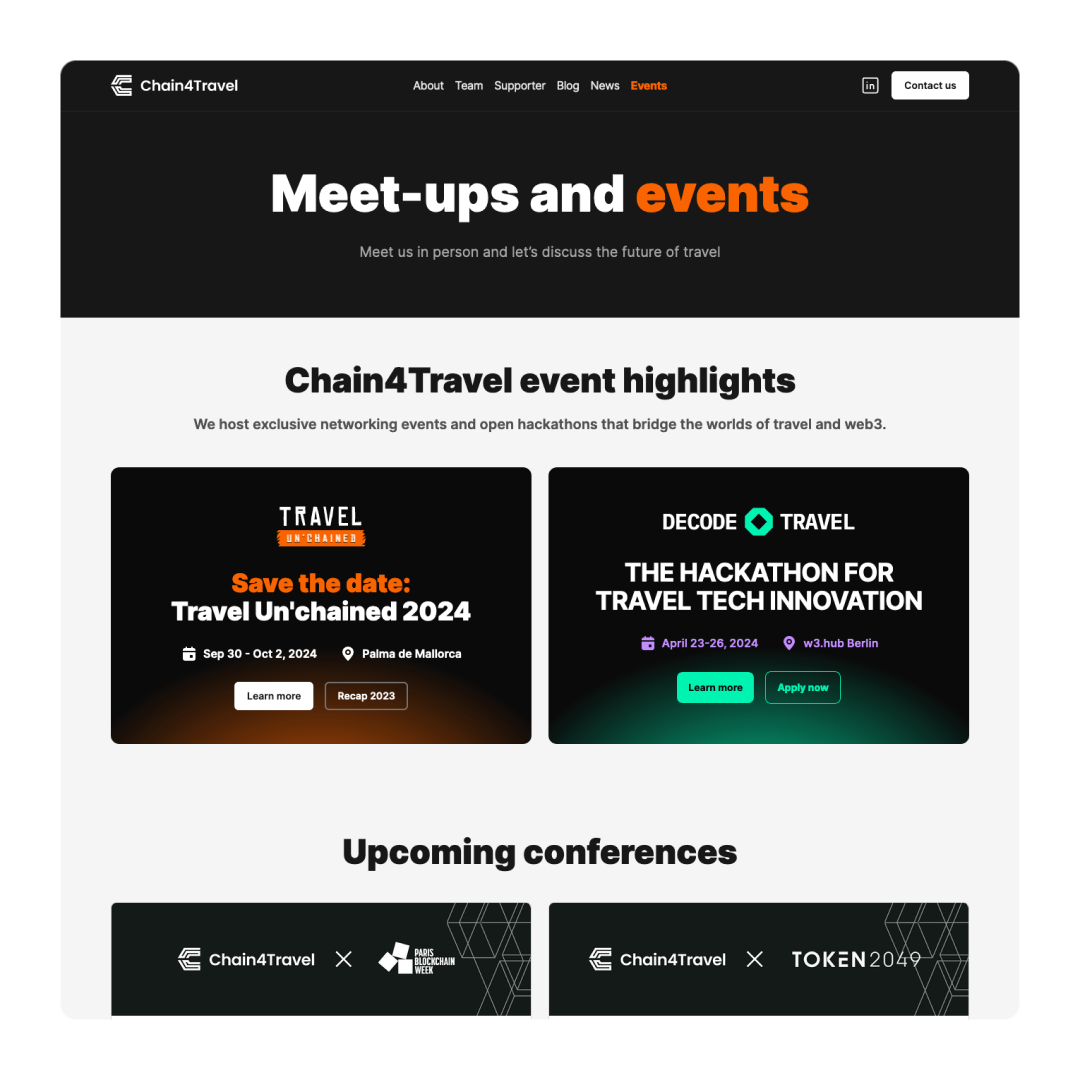 Chain4Travel
About Team Supporter Blog News Events
in
Contact us
Meet-ups and events
Meet us in person and let’s discuss the future of travel
Chain4Travel event highlights
We host exclusive networking events and open hackathons that bridge the worlds of travel and web3.
TRAVEL
UN'CHAINED
Save the date:
Travel Un'chained 2024
Sep 30 - Oct 2, 2024 Palma de Mallorca
Learn more Recap 2023
DECODE TRAVEL
THE HACKATHON FOR
TRAVEL TECH INNOVATION
April 23-26, 2024 w3.hub Berlin
Learn more Apply now
Upcoming conferences
Chain4Travel
PARIS
BLOCKCHAIN
WEEK
Chain4Travel
TOKEN2049